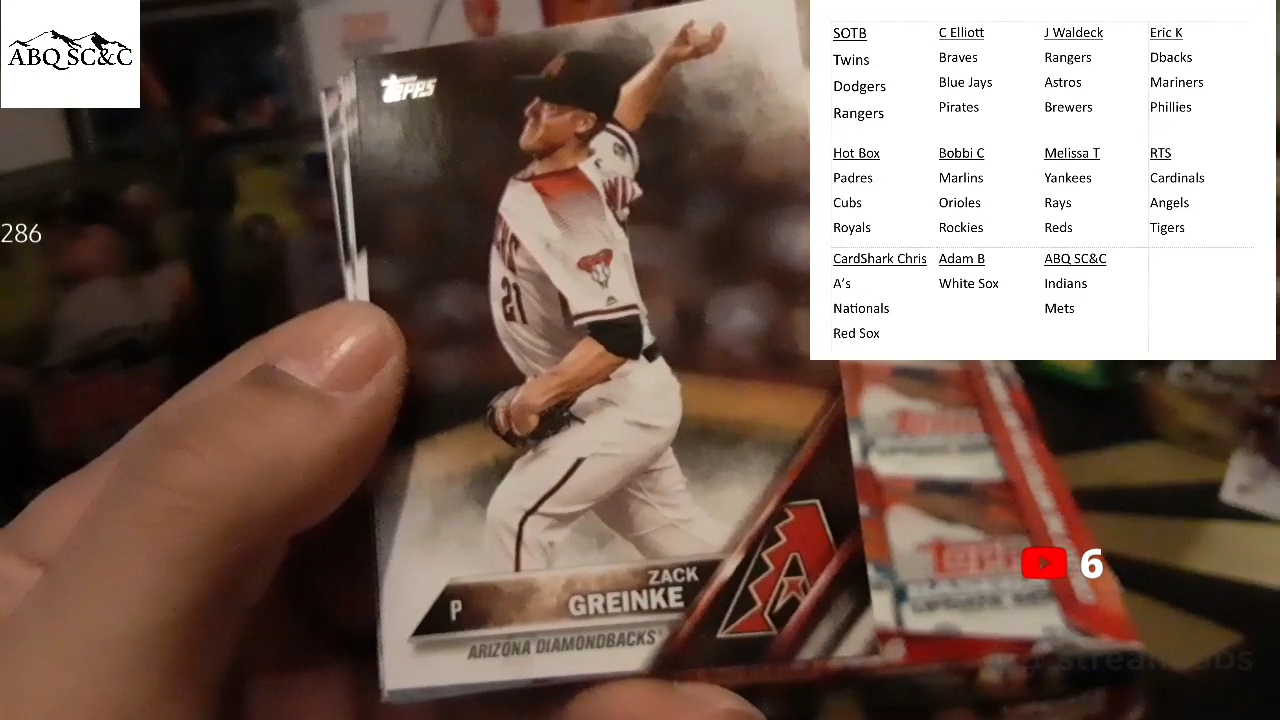 ABQ SC&C
286
SOTB
Twins
Dodgers
Rangers
C Elliott
Braves
Blue Jays
Pirates
J Waldeck
Rangers
Astros
Brewers
Eric K
Dbacks
Mariners
Phillies
Hot Box
Padres
Cubs
Royals
Bobbi C
Marlins
Orioles
Rockies
Melissa T
Yankees
Rays
Reds
RTS
Cardinals
Angels
Tigers
CardShark Chris
A's
Nationals
Red Sox
Adam B
White Sox
ABQ SC&C
Indians
Mets
TOPPS
21
ZACK
P GREINKE
ARIZONA DIAMONDBACKS
6
streamlabs